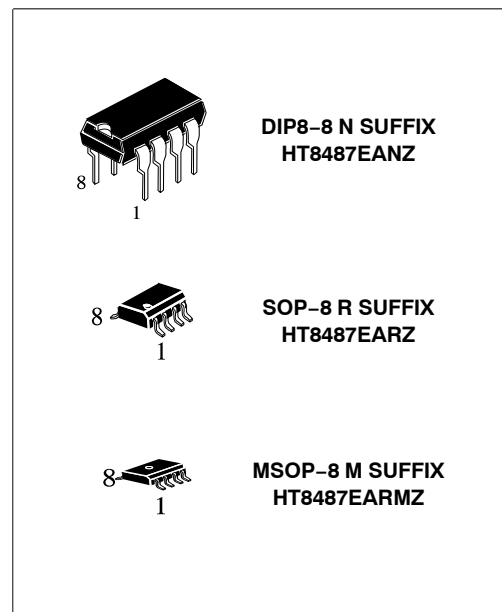 DIP8−8 N SUFFIX
HT8487EANZ
8
1
SOP−8 R SUFFIX
HT8487EARZ
8
1
MSOP−8 M SUFFIX
HT8487EARMZ
8
1